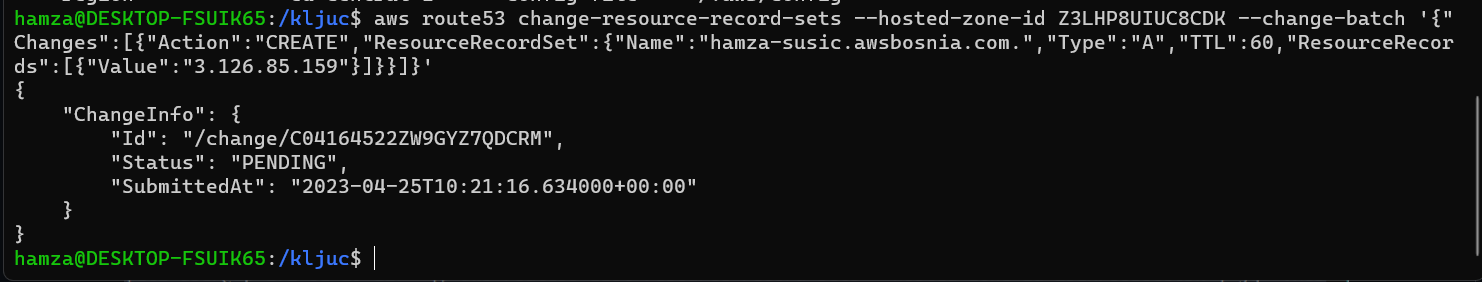 hamza@DESKTOP-FSUIK65:/kljuc$ aws route53 change-resource-record-sets --hosted-zone-id Z3LHP8UIUC8CDK --change-batch '{"
Changes":[{"Action":"CREATE","ResourceRecordSet":{"Name":"hamza-susic.awsbosnia.com.","Type":"A","TTL":60,"ResourceRecor
ds":[{"Value":"3.126.85.159"}]}}]}'
{
    "ChangeInfo": {
        "Id": "/change/C04164522ZW9GYZ7QDCRM",
        "Status": "PENDING",
        "SubmittedAt": "2023-04-25T10:21:16.634000+00:00"
    }
}
hamza@DESKTOP-FSUIK65:/kljuc$